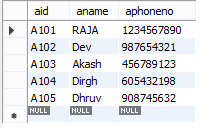 aid aname aphoneno
A101 RAJA 1234567890
A102 Dev 987654321
A103 Akash 456789123
A104 Dirgh 605432198
A105 Dhruv 908745632
NULL NULL NULL